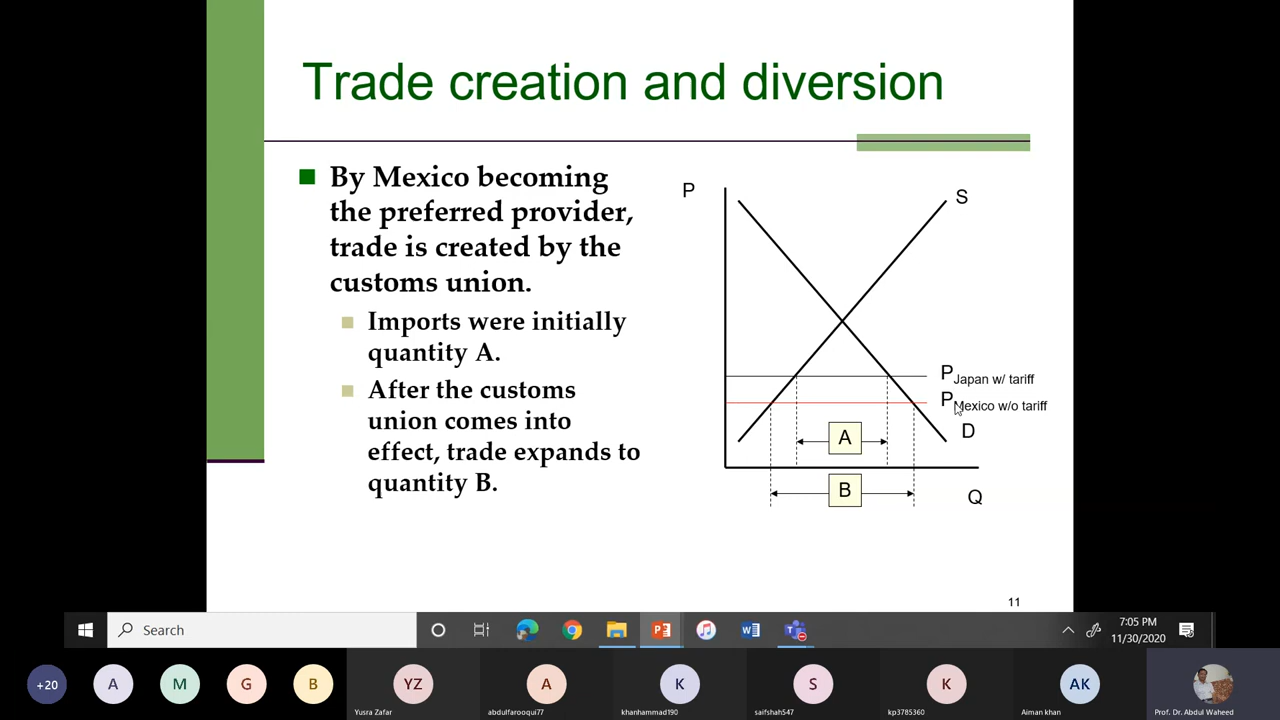 Trade creation and diversion
By Mexico becoming
the preferred provider,
trade is created by the
customs union.
Imports were initially
quantity A.
After the customs
union comes into
effect, trade expands to
quantity B.
P
S
P Japan w/ tariff
P Mexico w/o tariff
D
A
B
Q
11
Search
7:05 PM
11/30/2020
+20
A
M
G
B
YZ
A
K
S
K
AK
Yusra Zafar
abdulfarooqui77
khanhammad190
saifshah547
kp3785360
Aiman khan
Prof. Dr. Abdul Waheed